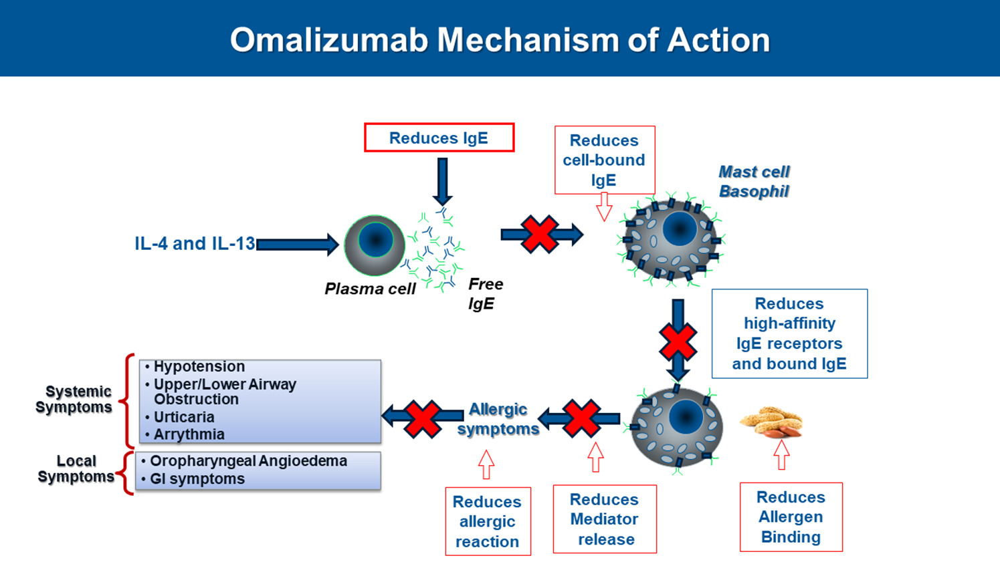 Omalizumab Mechanism of Action
Reduces IgE
Reduces
cell-bound
IgE
Mast cell
Basophil
IL-4 and IL-13
Plasma cell
Free
IgE
Reduces
high-affinity
IgE receptors
and bound IgE
Systemic
Symptoms
• Hypotension
• Upper/Lower Airway
Obstruction
• Urticaria
• Arrythmia
Allergic
symptoms
Local
Symptoms
• Oropharyngeal Angioedema
• GI symptoms
Reduces
allergic
reaction
Reduces
Mediator
release
Reduces
Allergen
Binding